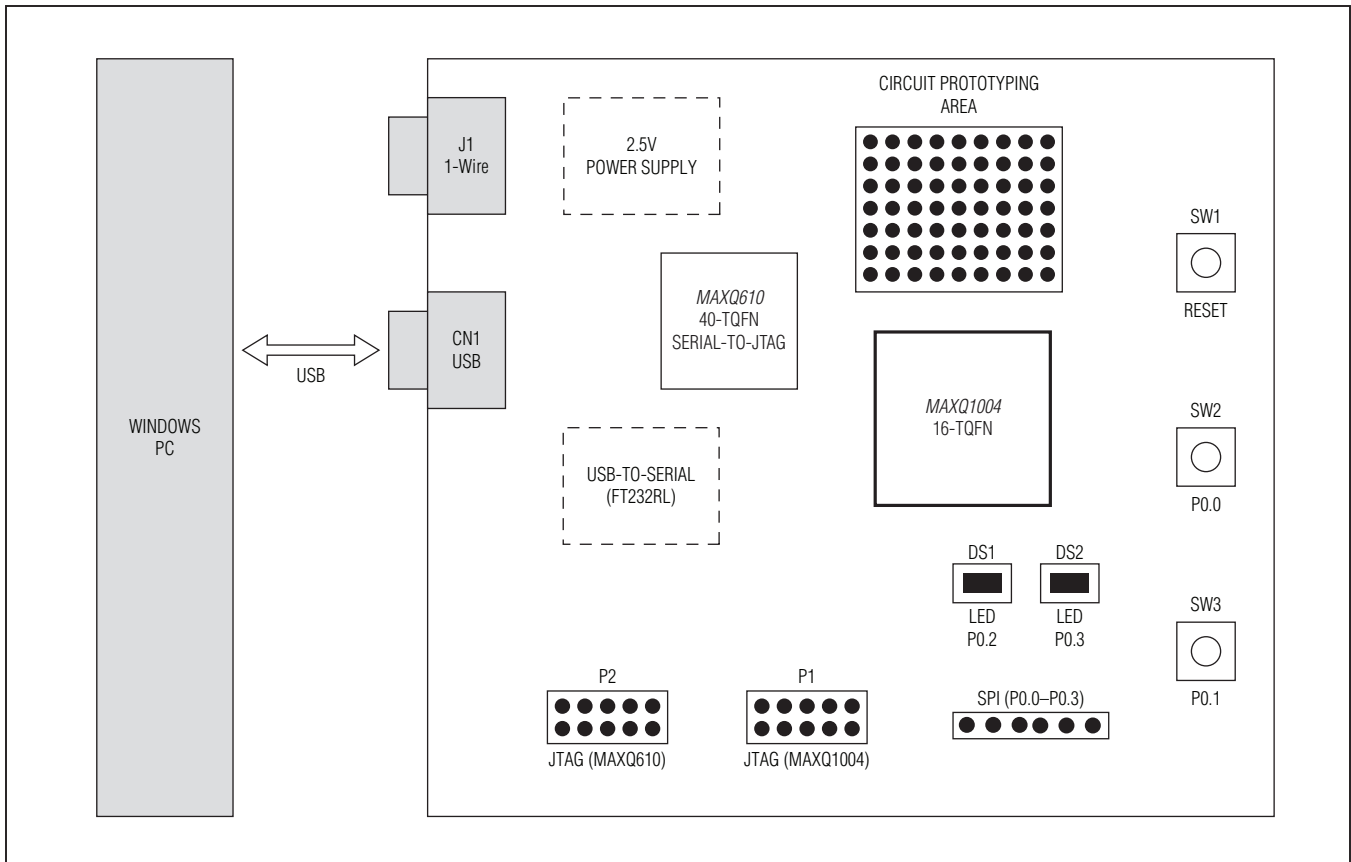 WINDOWS
PC
USB
J1
1-Wire
CN1
USB
2.5V
POWER SUPPLY
MAXQ610
40-TQFN
SERIAL-TO-JTAG
USB-TO-SERIAL
(FT232RL)
CIRCUIT PROTOTYPING
AREA
MAXQ1004
16-TQFN
SW1
RESET
SW2
P0.0
SW3
P0.1
DS1
LED
P0.2
DS2
LED
P0.3
P2
JTAG (MAXQ610)
P1
JTAG (MAXQ1004)
SPI (P0.0–P0.3)